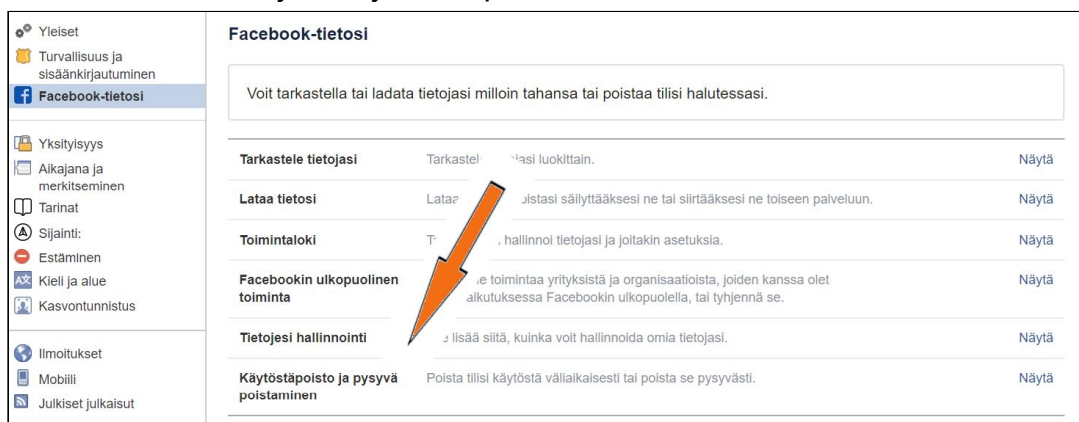 Yleiset
Turvallisuus ja
sisäänkirjautuminen
Facebook-tietosi
Yksityisyys
Aikajana ja
merkitseminen
Tarinat
Sijainti:
Estäminen
Kieli ja alue
Kasvontunnistus
Ilmoitukset
Mobiili
Julkiset julkaisut
Facebook-tietosi
Voit tarkastella tai ladata tietojasi milloin tahansa tai poistaa tilisi halutessasi.
Tarkastele tietojasi Tarkastele luokittain. Näytä
Lataa tietosi Lataa säilyttääksesi ne tai siirtääksesi ne toiseen palveluun. Näytä
Toimintaloki hallinnoi tietojasi ja joitakin asetuksia. Näytä
Facebookin ulkopuolinen toimintaa yrityksistä ja organisaatioista, joiden kanssa olet Näytä
toiminta Facebookin ulkopuolella, tai tyhjennä se.
Tietojesi hallinnointi lisää siitä, kuinka voit hallinnoida omia tietojasi. Näytä
Käytöstäpoisto ja pysyvä Poista tilisi käytöstä väliaikaisesti tai poista se pysyvästi. Näytä
poistaminen